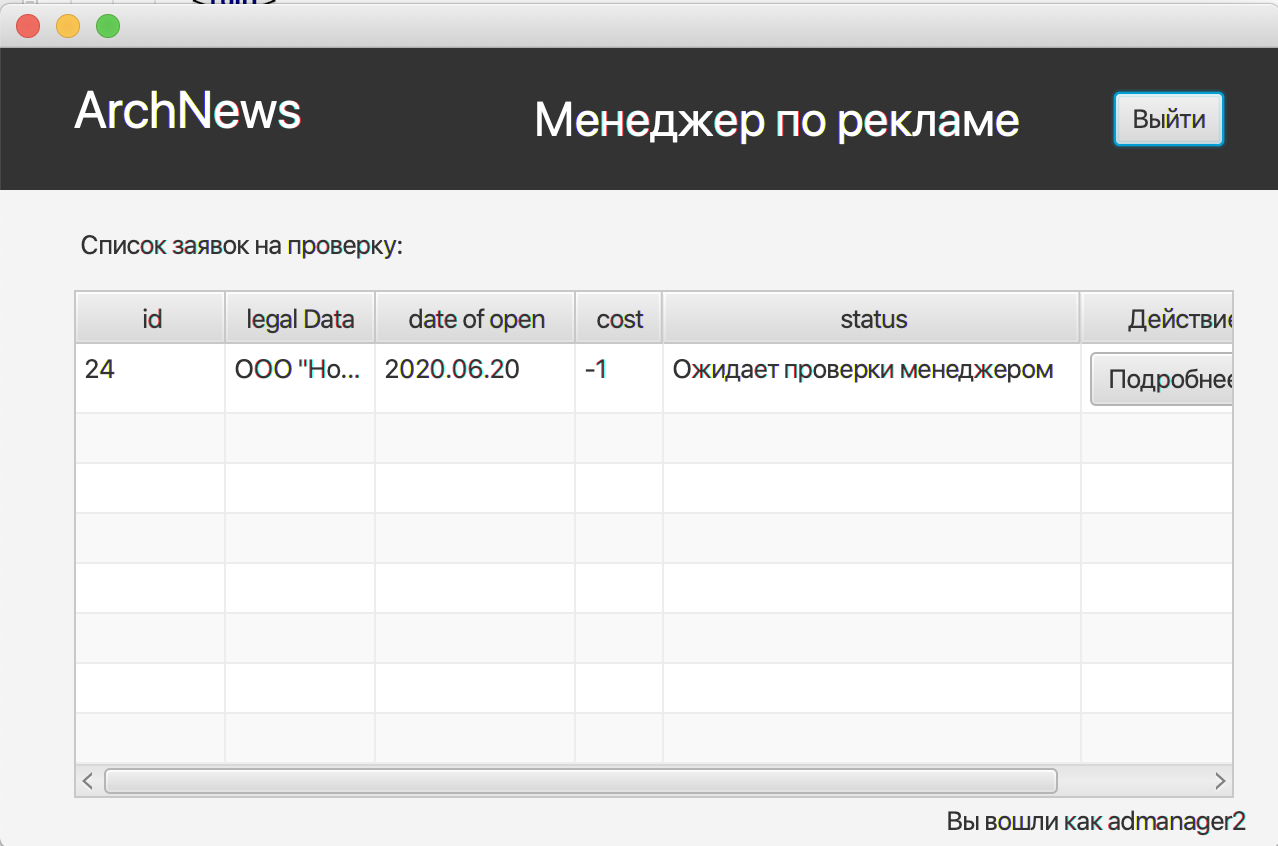 ArchNews
Менеджер по рекламе
Выйти
Список заявок на проверку:
id legal Data date of open cost status Действие
24 ООО "Но... 2020.06.20 -1 Ожидает проверки менеджером Подробнее
Вы вошли как admanager2